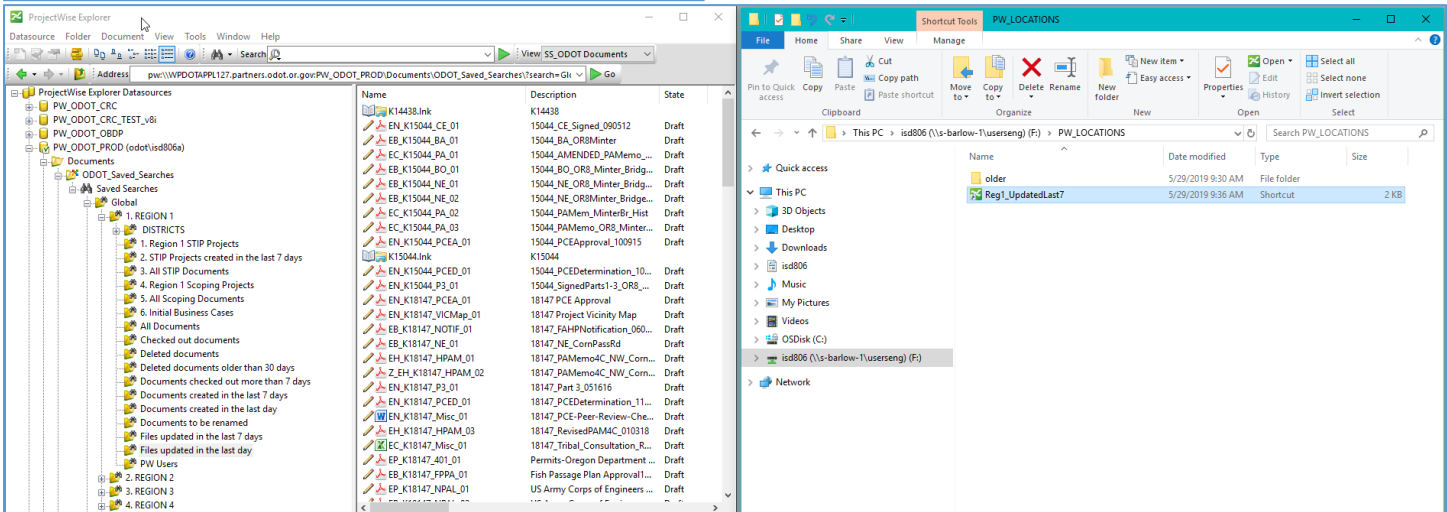 ProjectWise Explorer
Datasource Folder Document View Tools Window Help
Search
View SS_ODOT Documents
Address pw:\\WPDOTAPPL127.partners.odot.or.gov:PW_ODOT_PROD\Documents\ODOT_Saved_Searches\?search=Glo
Go
ProjectWise Explorer Datasources
PW_ODOT_CRC
PW_ODOT_CRC_TEST_v8i
PW_ODOT_OBDP
PW_ODOT_PROD (odot\isd806a)
Documents
ODOT_Saved_Searches
Saved Searches
Global
1. REGION 1
DISTRICTS
1. Region 1 STIP Projects
2. STIP Projects created in the last 7 days
3. All STIP Documents
4. Region 1 Scoping Projects
5. All Scoping Documents
6. Initial Business Cases
All Documents
Checked out documents
Deleted documents
Deleted documents older than 30 days
Documents checked out more than 7 days
Documents created in the last 7 days
Documents created in the last day
Documents to be renamed
Files updated in the last 7 days
Files updated in the last day
PW Users
2. REGION 2
3. REGION 3
4. REGION 4
Name Description State
K14438.lnk K14438
EN_K15044_CE_01 15044_CE_Signed_090512 Draft
EB_K15044_BA_01 15044_BA_OR8Minter Draft
EC_K15044_PA_01 15044_AMENDED_PAMemo_... Draft
EB_K15044_BO_01 15044_BO_OR8_Minter_Bridg... Draft
EB_K15044_NE_01 15044_NE_OR8_Minter_Bridg... Draft
EB_K15044_NE_02 15044_NE_OR8Minter_Bridge... Draft
EC_K15044_PA_02 15044_PAMem_MinterBr_Hist Draft
EC_K15044_PA_03 15044_PAMemo_OR8_Minter... Draft
EN_K15044_PCEA_01 15044_PCEApproval_100915 Draft
K15044.lnk K15044
EN_K15044_PCED_01 15044_PCEDetermination_10... Draft
EN_K15044_P3_01 15044_SignedParts1-3_OR8_... Draft
EN_K18147_PCEA_01 18147 PCE Approval Draft
EN_K18147_VICMap_01 18147 Project Vicinity Map Draft
EB_K18147_NOTIF_01 18147_FAHPNotification_060... Draft
EB_K18147_NE_01 18147_NE_CornPassRd Draft
EH_K18147_HPAM_01 18147_PAMemo4C_NW_Corn... Draft
Z_EH_K18147_HPAM_02 18147_PAMemo4C_NW_Corn... Draft
EN_K18147_P3_01 18147_Part 3_051616 Draft
EN_K18147_PCED_01 18147_PCEDetermination_11... Draft
EN_K18147_Misc_01 18147_PCE-Peer-Review-Che... Draft
EH_K18147_HPAM_03 18147_RevisedPAM4C_010318 Draft
EC_K18147_Misc_01 18147_Tribal_Consultation_R... Draft
EP_K18147_401_01 Permits-Oregon Department ... Draft
EB_K18147_FPPA_01 Fish Passage Plan Approval1... Draft
EP_K18147_NPAL_01 US Army Corps of Engineers ... Draft
Shortcut Tools PW_LOCATIONS
File Home Share View Manage
Pin to Quick access
Copy
Paste
Cut
Copy path
Paste shortcut
Clipboard
Move to
Copy to
Delete
Rename
Organize
New folder
New item
Easy access
New
Properties
Open
Edit
History
Open
Select all
Select none
Invert selection
Select
This PC > isd806 (\\s-barlow-1\userseng) (F:) > PW_LOCATIONS
Search PW_LOCATIONS
Quick access
This PC
3D Objects
Desktop
Downloads
isd806
Music
My Pictures
Videos
OSDisk (C:)
isd806 (\\s-barlow-1\userseng) (F:)
Network
Name Date modified Type Size
older 5/29/2019 9:30 AM File folder
Reg1_UpdatedLast7 5/29/2019 9:36 AM Shortcut 2 KB